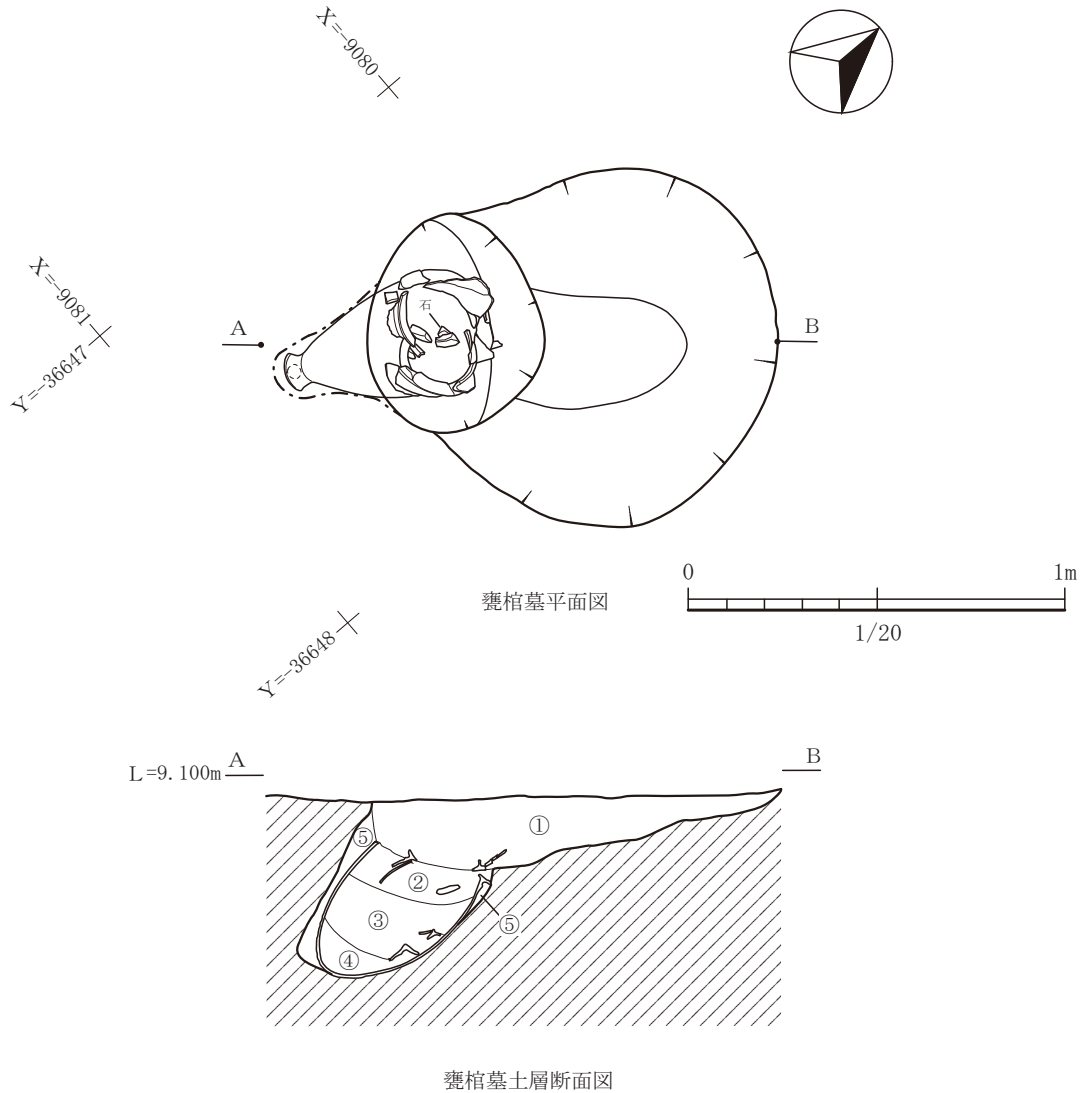 X=-9080
X=-9081
Y=-36647
A
B
石
甕棺墓平面図
0
1m
1/20
Y=-36648
L=9.100m
A
B
①
②
③
④
⑤
⑤
甕棺墓土層断面図